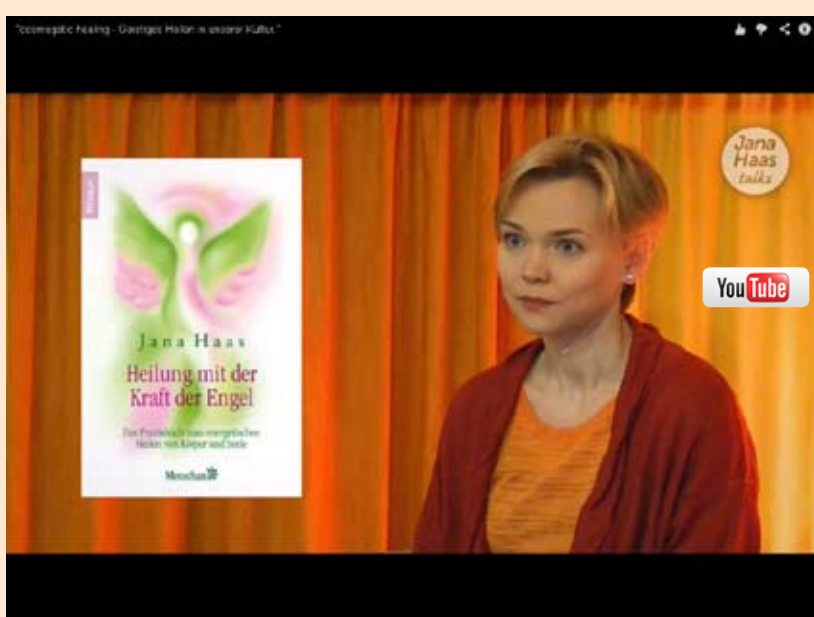 "cosmogetic healing - Geistiges Heilen in unserer Kultur."
Jana
Haas
talks
YouTube
Jana Haas
Heilung mit der
Kraft der Engel
Das Praxisbuch zum energetischen
Heilen von Körper und Seele